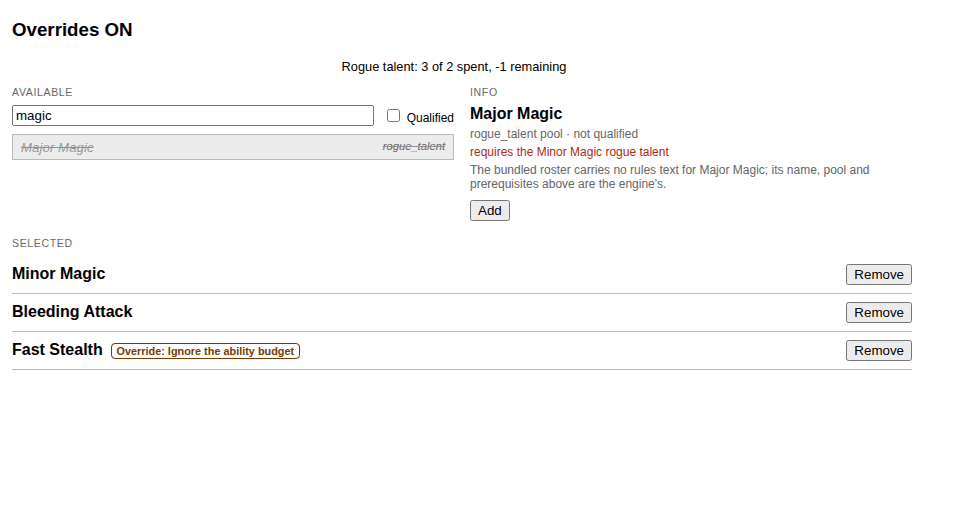 Overrides ON
Rogue talent: 3 of 2 spent, -1 remaining
AVAILABLE
magic
Qualified
Major Magic
rogue_talent
INFO
Major Magic
rogue_talent pool · not qualified
requires the Minor Magic rogue talent
The bundled roster carries no rules text for Major Magic; its name, pool and
prerequisites above are the engine's.
Add
SELECTED
Minor Magic
Remove
Bleeding Attack
Remove
Fast Stealth
Override: Ignore the ability budget
Remove